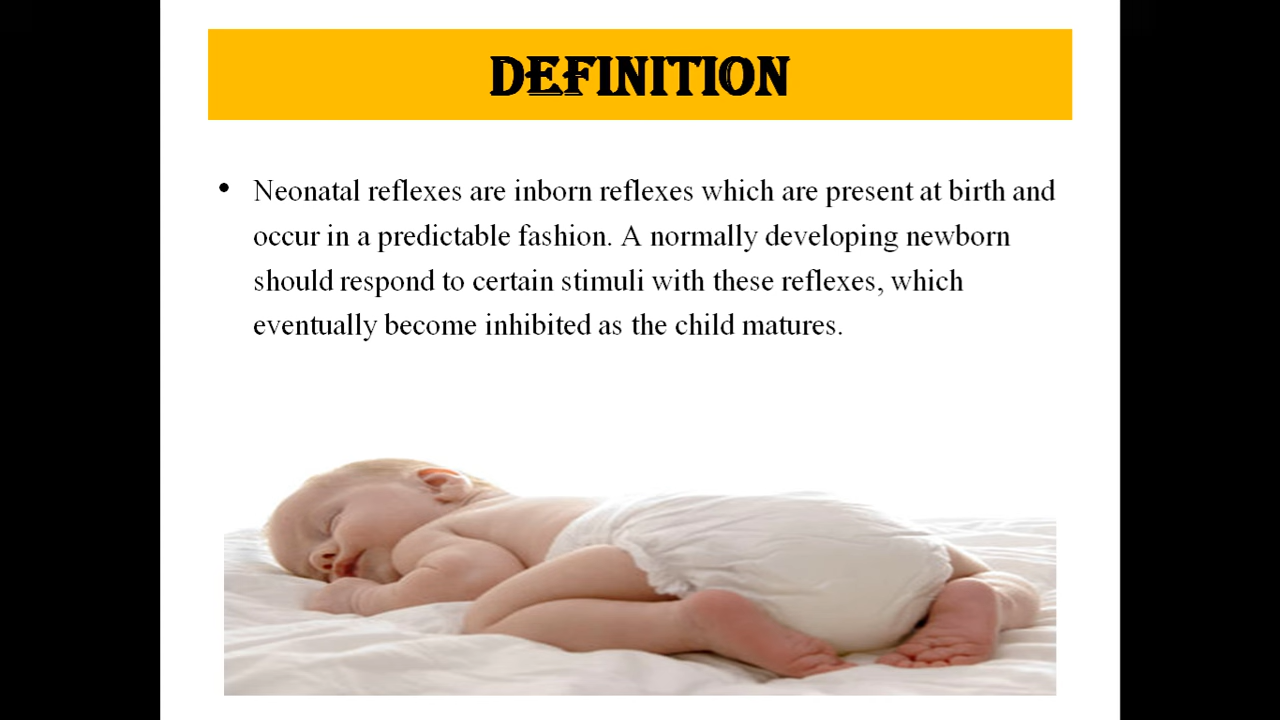 DEFINITION
• Neonatal reflexes are inborn reflexes which are present at birth and
occur in a predictable fashion. A normally developing newborn
should respond to certain stimuli with these reflexes, which
eventually become inhibited as the child matures.